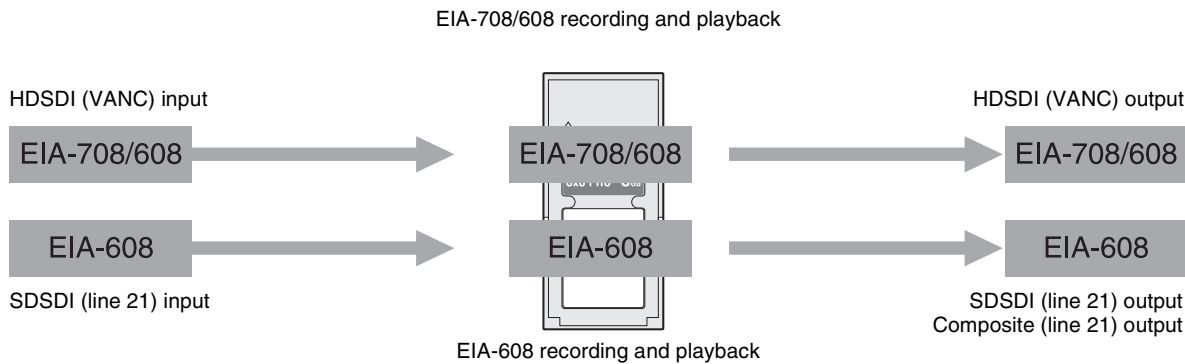 EIA-708/608 recording and playback
HDSDI (VANC) input
HDSDI (VANC) output
EIA-708/608
EIA-708/608
EIA-708/608
EIA-608
EIA-608
EIA-608
SDSDI (line 21) input
SDSDI (line 21) output
Composite (line 21) output
EIA-608 recording and playback